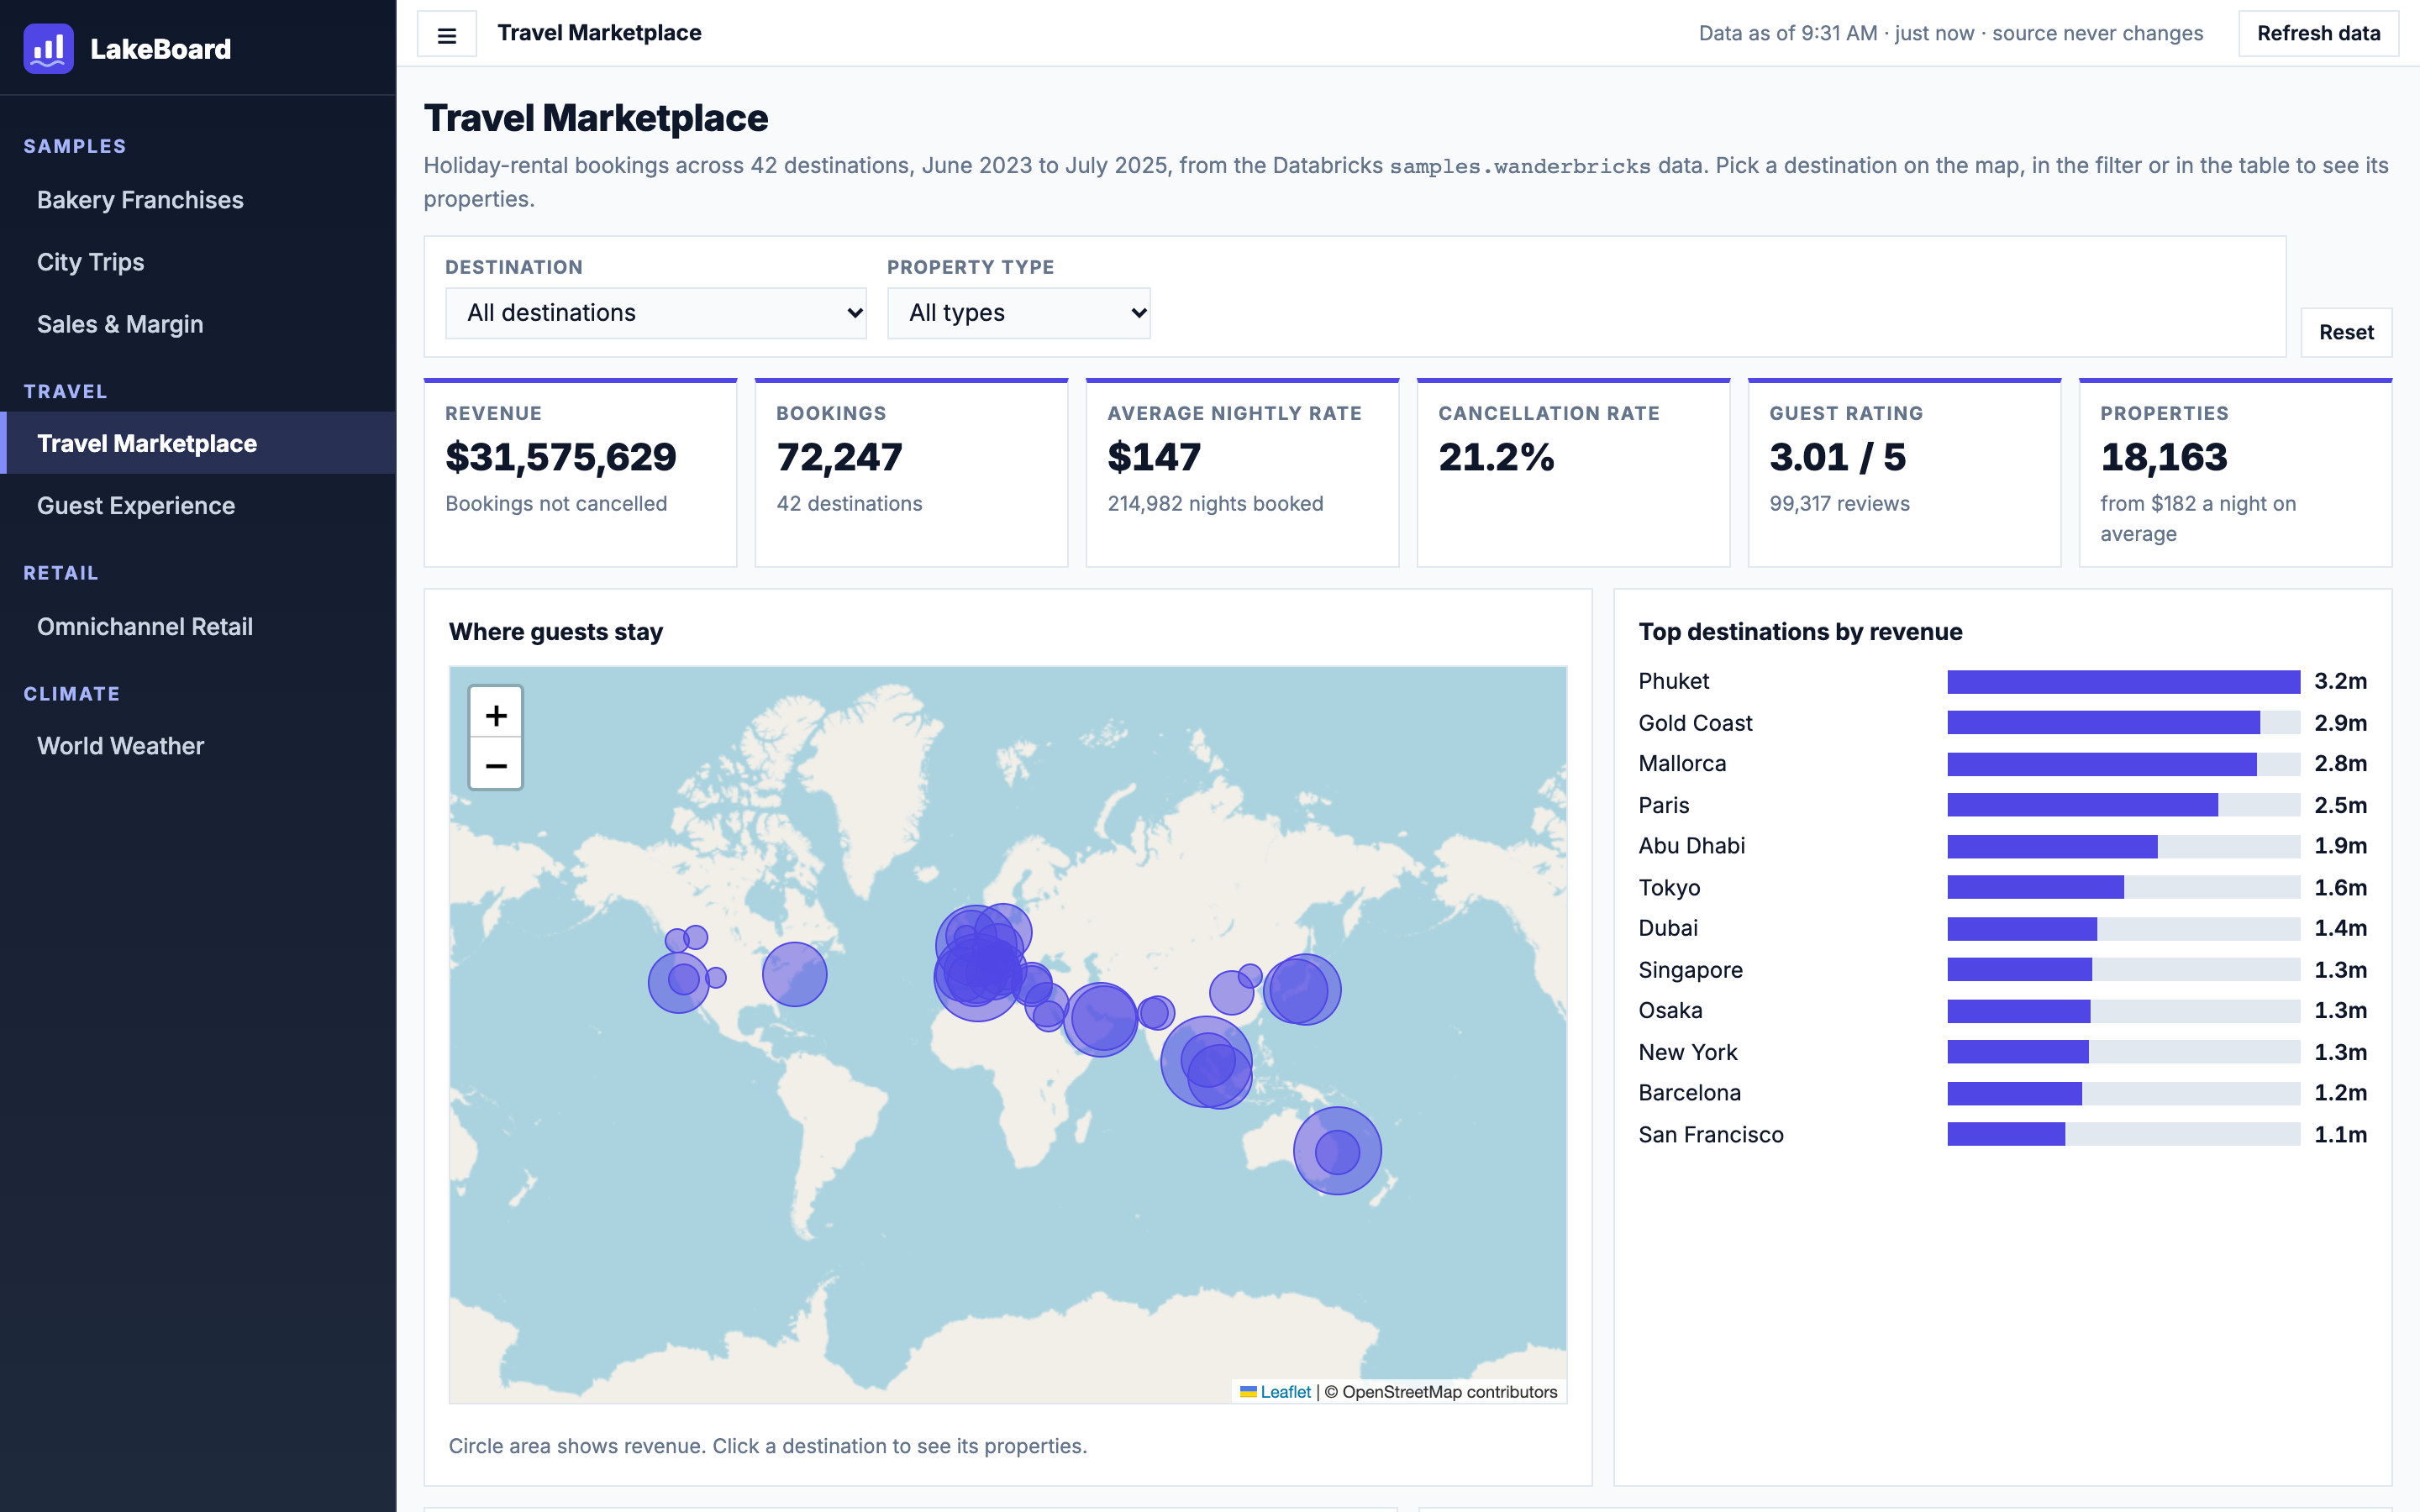 LakeBoard
SAMPLES
Bakery Franchises
City Trips
Sales & Margin
TRAVEL
Travel Marketplace
Guest Experience
RETAIL
Omnichannel Retail
CLIMATE
World Weather
Travel Marketplace
Data as of 9:31 AM · just now · source never changes
Refresh data
Travel Marketplace
Holiday-rental bookings across 42 destinations, June 2023 to July 2025, from the Databricks samples.wanderbricks data. Pick a destination on the map, in the filter or in the table to see its
properties.
DESTINATION
All destinations
PROPERTY TYPE
All types
Reset
REVENUE
$31,575,629
Bookings not cancelled
BOOKINGS
72,247
42 destinations
AVERAGE NIGHTLY RATE
$147
214,982 nights booked
CANCELLATION RATE
21.2%
GUEST RATING
3.01 / 5
99,317 reviews
PROPERTIES
18,163
from $182 a night on
average
Where guests stay
+
−
Leaflet | © OpenStreetMap contributors
Circle area shows revenue. Click a destination to see its properties.
Top destinations by revenue
Phuket 3.2m
Gold Coast 2.9m
Mallorca 2.8m
Paris 2.5m
Abu Dhabi 1.9m
Tokyo 1.6m
Dubai 1.4m
Singapore 1.3m
Osaka 1.3m
New York 1.3m
Barcelona 1.2m
San Francisco 1.1m